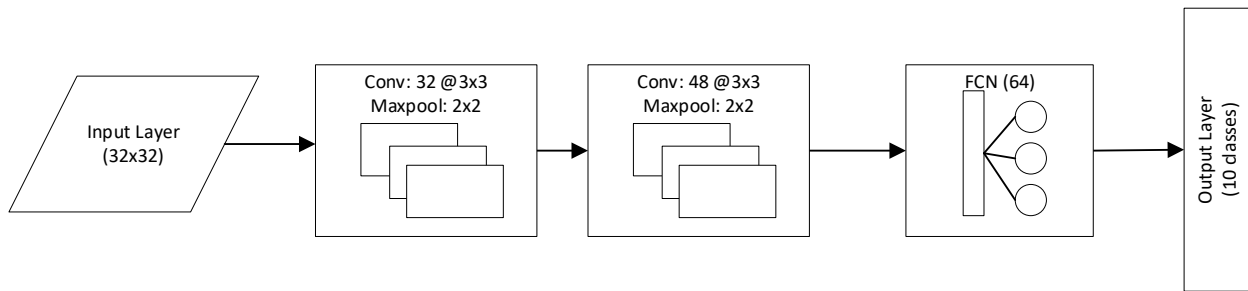 Input Layer
(32x32)
Conv: 32 @3x3
Maxpool: 2x2
Conv: 48 @3x3
Maxpool: 2x2
FCN (64)
Output Layer
(10 classes)